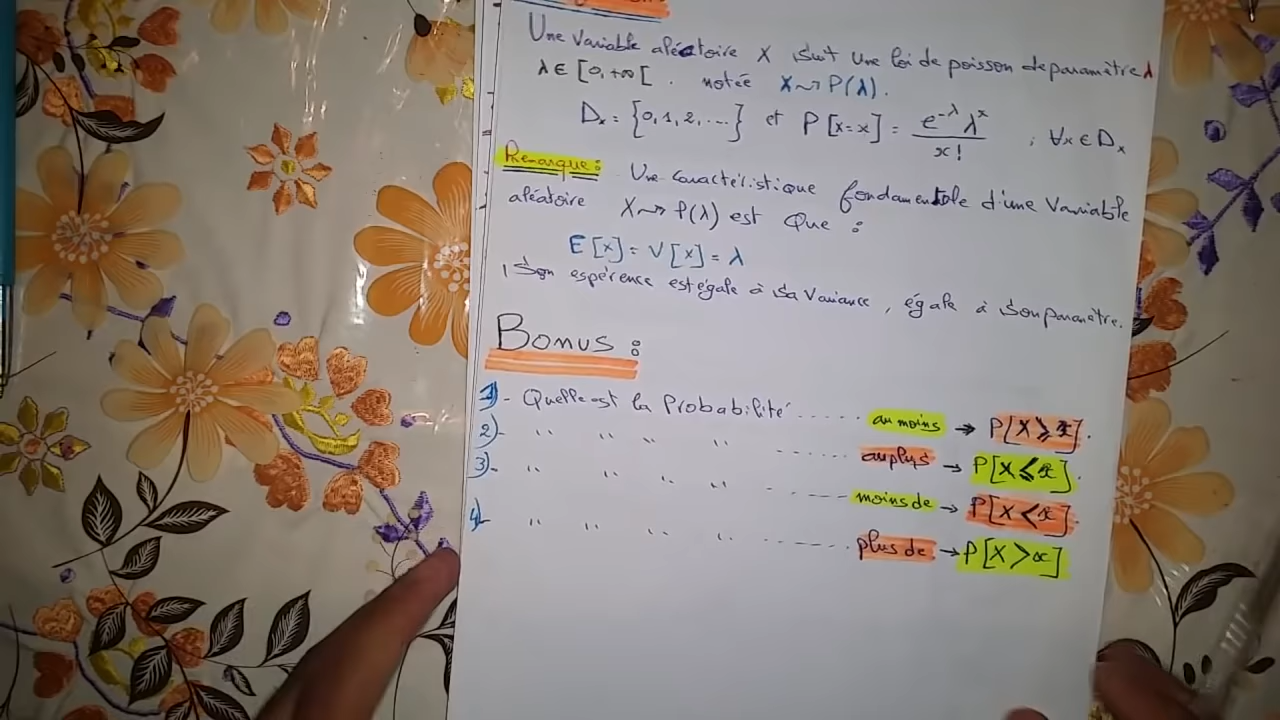 Une Variable aléatoire X suit une loi de poisson de paramètre λ
λ ∈ [0, +∞[ . notée X ⤳ P(λ).
Dx = {0, 1, 2, ....} et P[X=x] = e^-λ λ^x / x! ; ∀x ∈ Dx
Remarque : Une caractéristique fondamentale d'une Variable
aléatoire X ⤳ P(λ) est Que :
E[X] = V[X] = λ
Son espérence est égale à sa Variance, égale à son paramètre.
Bonus :
1)- Quelle est la Probabilité ...... au moins → P[X ⩾ x].
2)- '' '' '' '' ...... au plus → P[X ⩽ x].
3)- '' '' '' '' ...... moins de → P[X < x].
4)- '' '' '' '' ...... plus de → P[X > x]